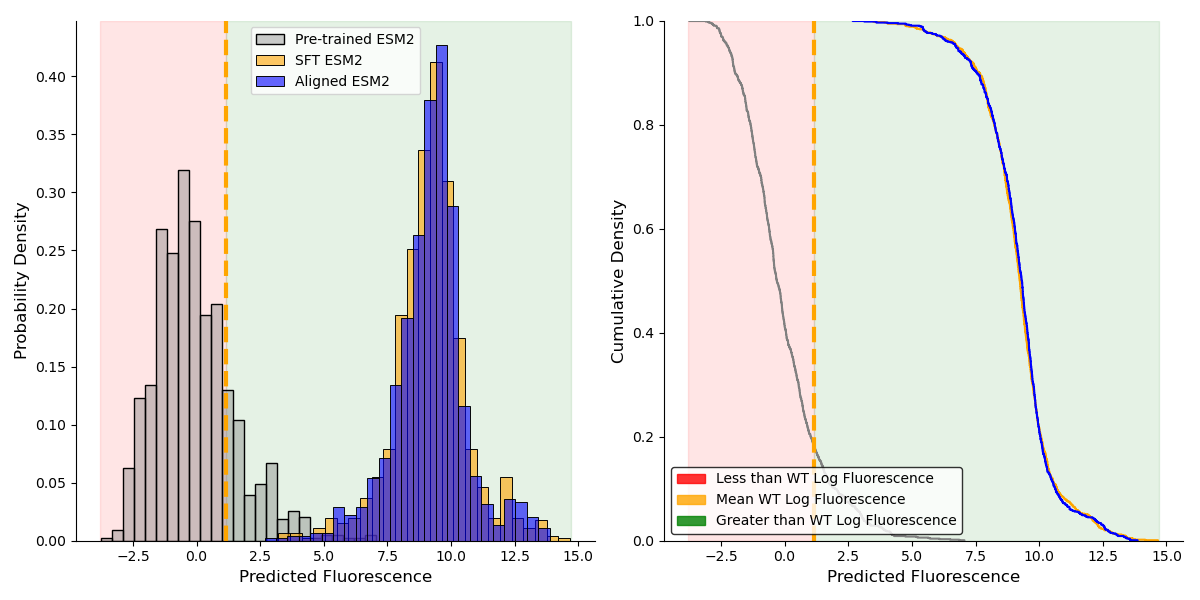 Pre-trained ESM2
SFT ESM2
Aligned ESM2
0.40
0.35
0.30
0.25
0.20
0.15
0.10
0.05
0.00
Probability Density
−2.5 0.0 2.5 5.0 7.5 10.0 12.5 15.0
Predicted Fluorescence
1.0
0.8
0.6
0.4
0.2
0.0
Cumulative Density
Less than WT Log Fluorescence
Mean WT Log Fluorescence
Greater than WT Log Fluorescence
−2.5 0.0 2.5 5.0 7.5 10.0 12.5 15.0
Predicted Fluorescence